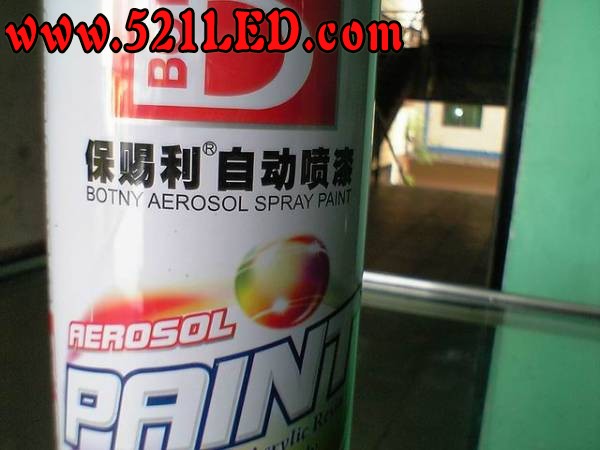 www.521LED.com
保赐利® 自动喷漆
BOTNY AEROSOL SPRAY PAINT
AEROSOL
PAINT